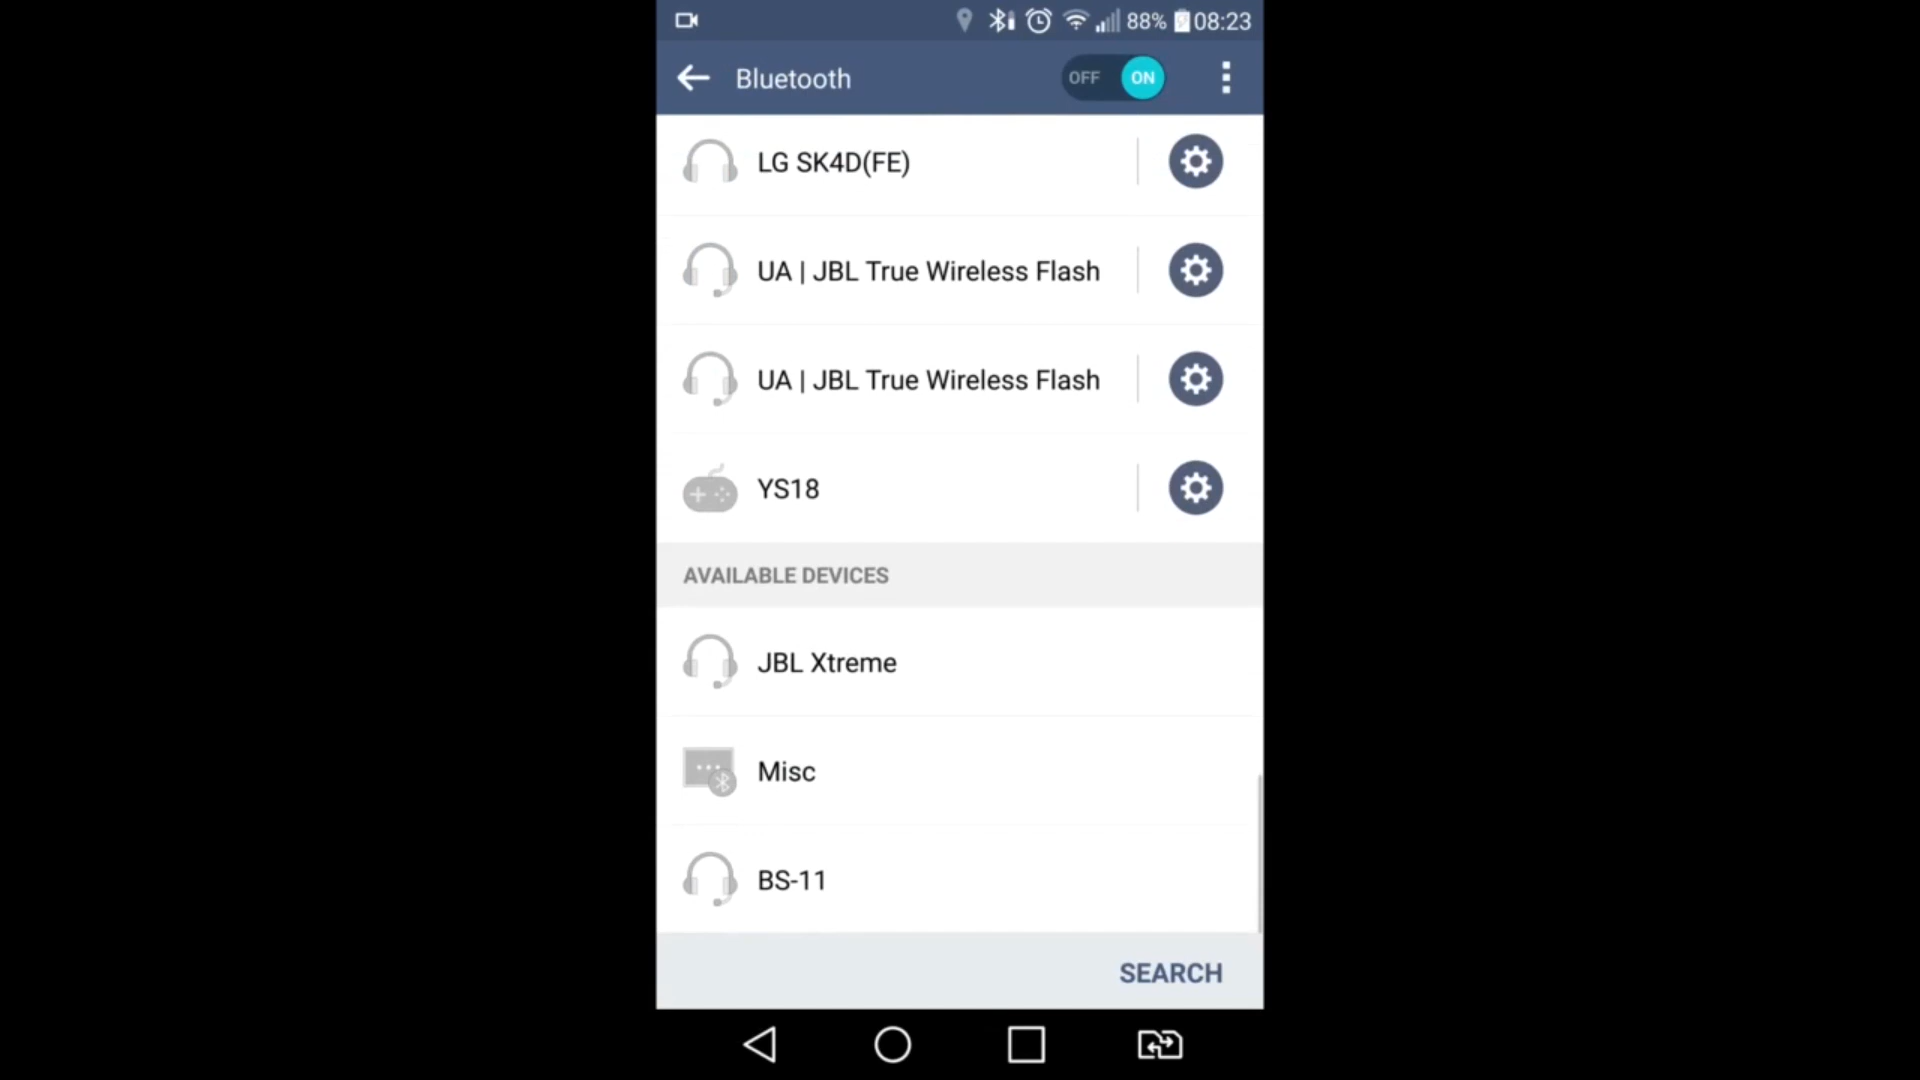 88% 08:23
Bluetooth OFF ON
LG SK4D(FE)
UA | JBL True Wireless Flash
UA | JBL True Wireless Flash
YS18
AVAILABLE DEVICES
JBL Xtreme
Misc
BS-11
SEARCH